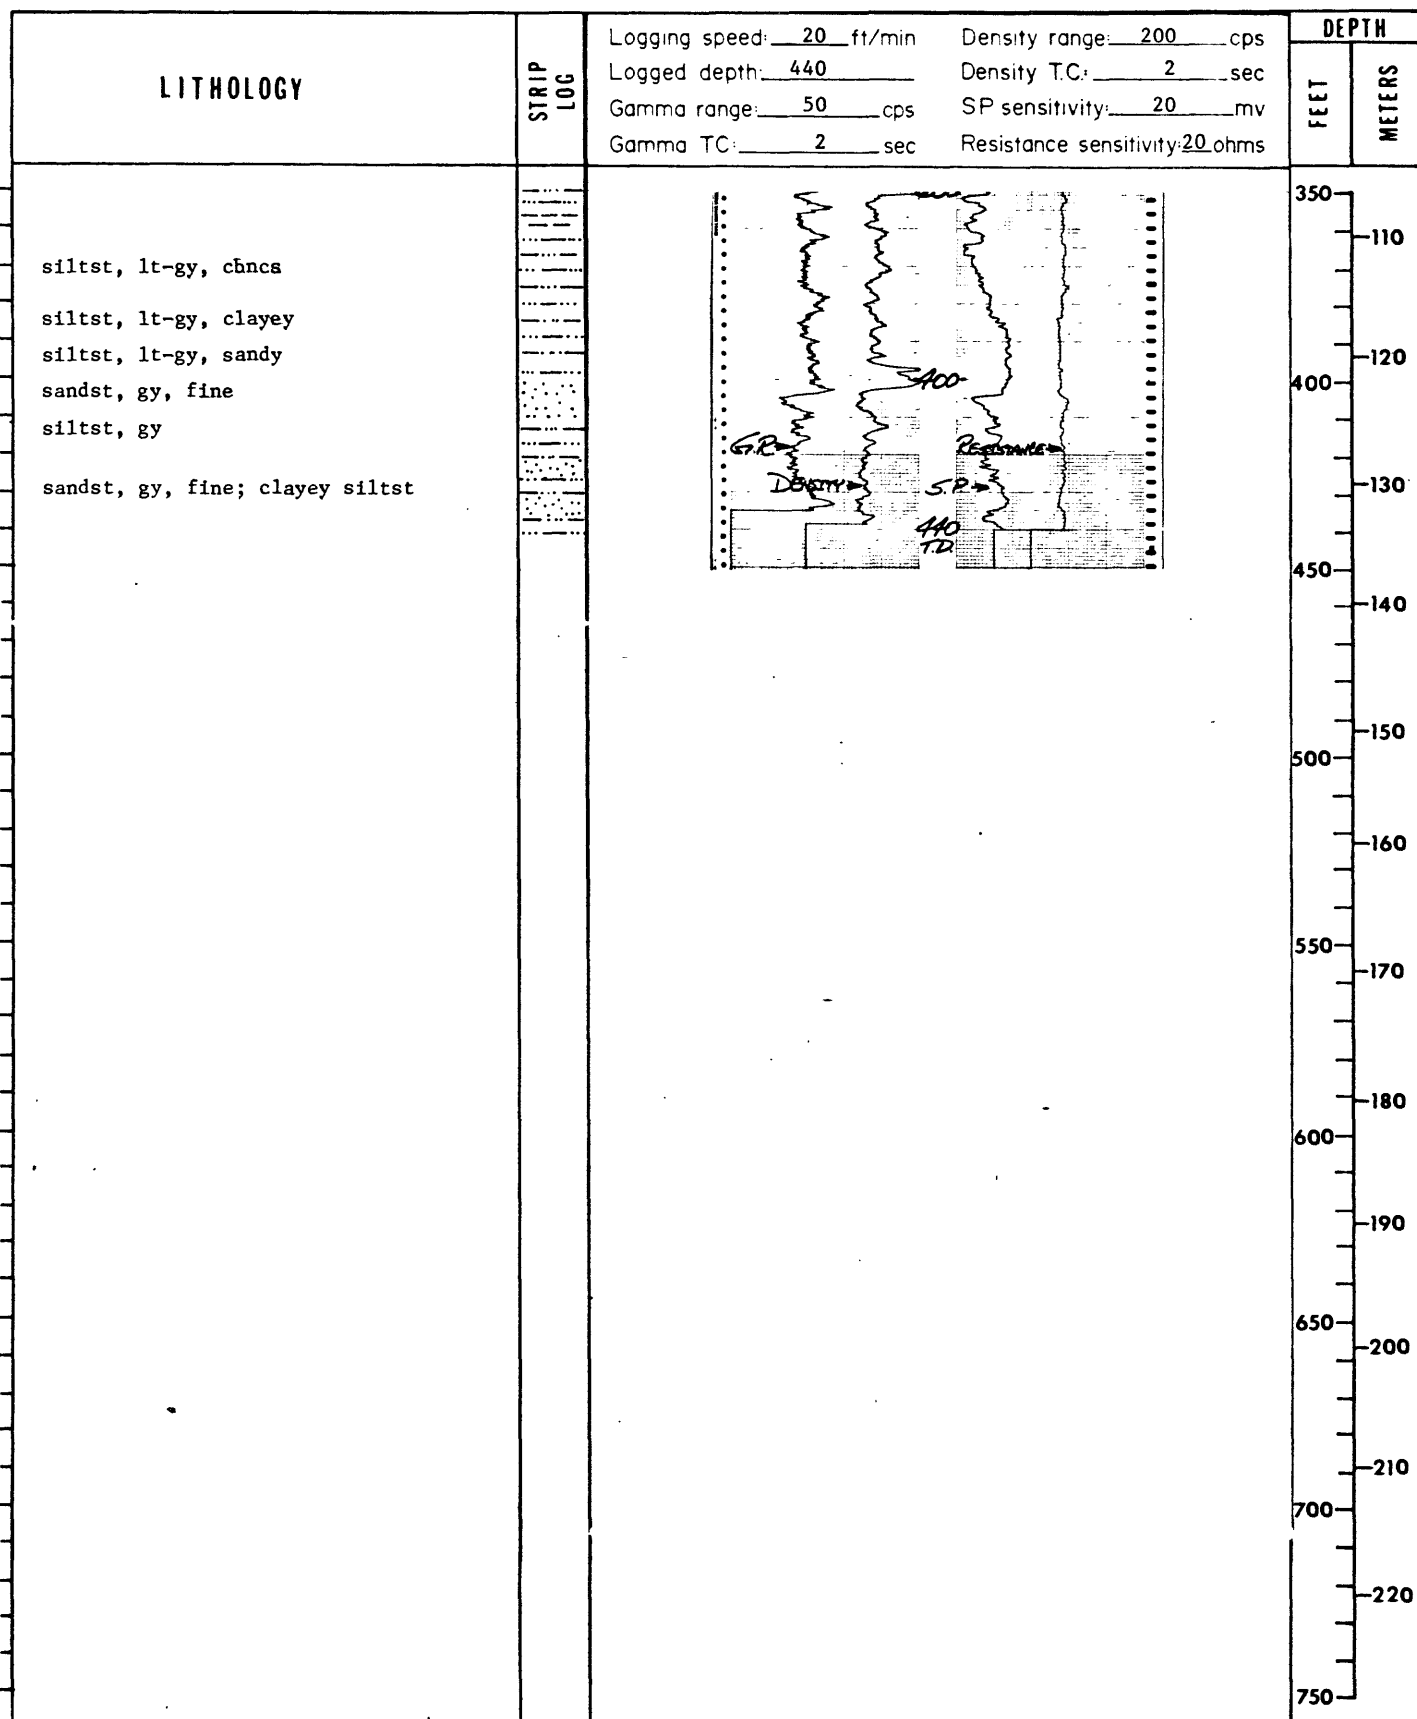 LITHOLOGY
STRIP LOG
Logging speed: 20 ft/min
Logged depth: 440
Gamma range: 50 cps
Gamma TC: 2 sec
Density range: 200 cps
Density T.C.: 2 sec
SP sensitivity: 20 mv
Resistance sensitivity: 20 ohms
DEPTH
FEET
METERS
siltst, lt-gy, cbncs
siltst, lt-gy, clayey
siltst, lt-gy, sandy
sandst, gy, fine
siltst, gy
sandst, gy, fine; clayey siltst
400
G.R.
RESISTANCE
DENSITY
S.P.
440
T.D.
350
110
120
400
130
450
140
150
500
160
550
170
180
600
190
650
200
210
700
220
750